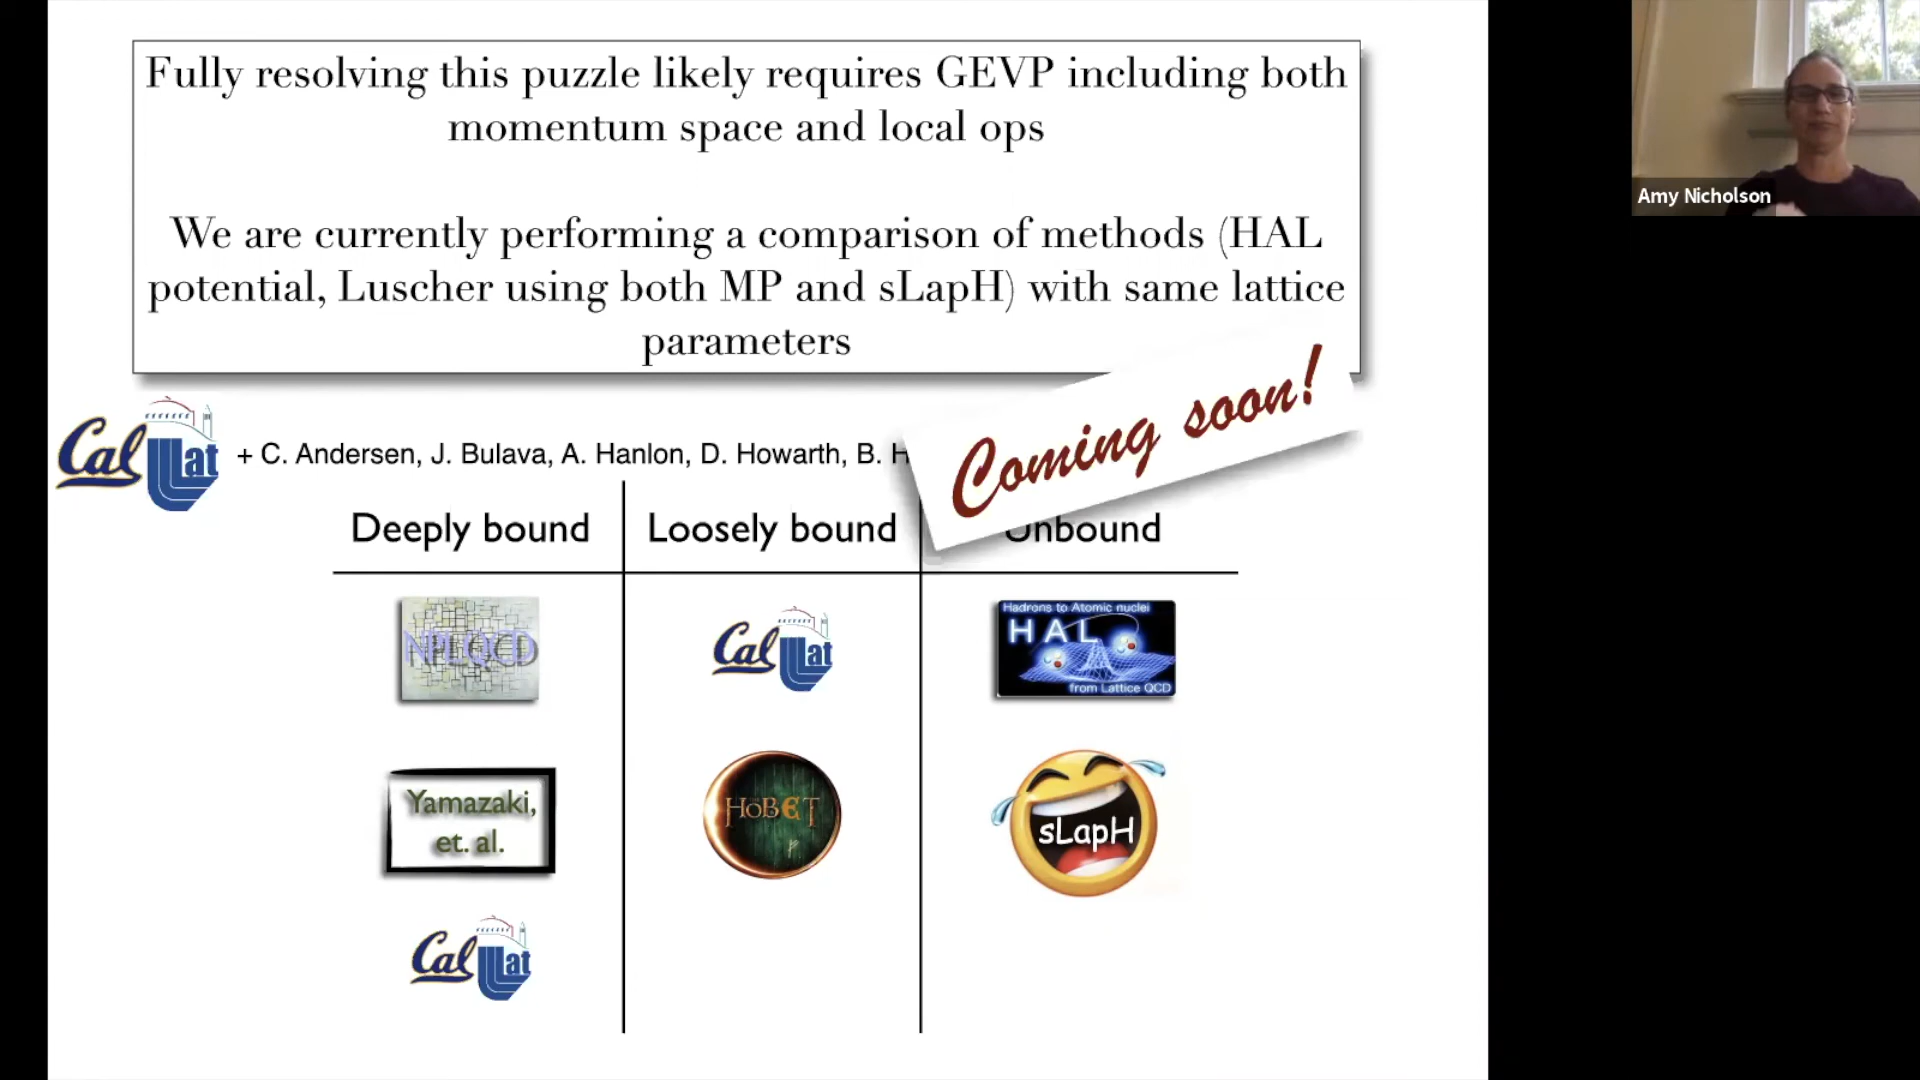 Fully resolving this puzzle likely requires GEVP including both
momentum space and local ops
We are currently performing a comparison of methods (HAL
potential, Luscher using both MP and sLapH) with same lattice
parameters
Coming soon!
Cal Lat
+ C. Andersen, J. Bulava, A. Hanlon, D. Howarth, B. H
Deeply bound
Loosely bound
Unbound
NPLQCD
Cal Lat
Hadrons to Atomic nuclei
HAL
from Lattice QCD
Yamazaki,
et. al.
HOBET
sLapH
Cal Lat
Amy Nicholson